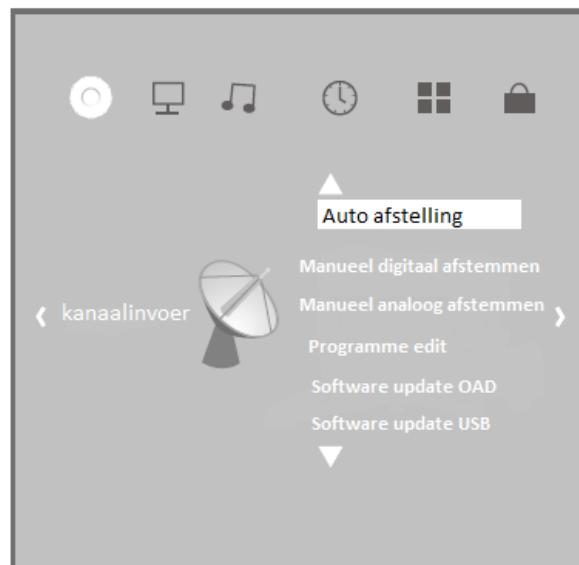 Auto afstelling
Manueel digitaal afstemmen
kanaalinvoer
Manueel analoog afstemmen
Programme edit
Software update OAD
Software update USB